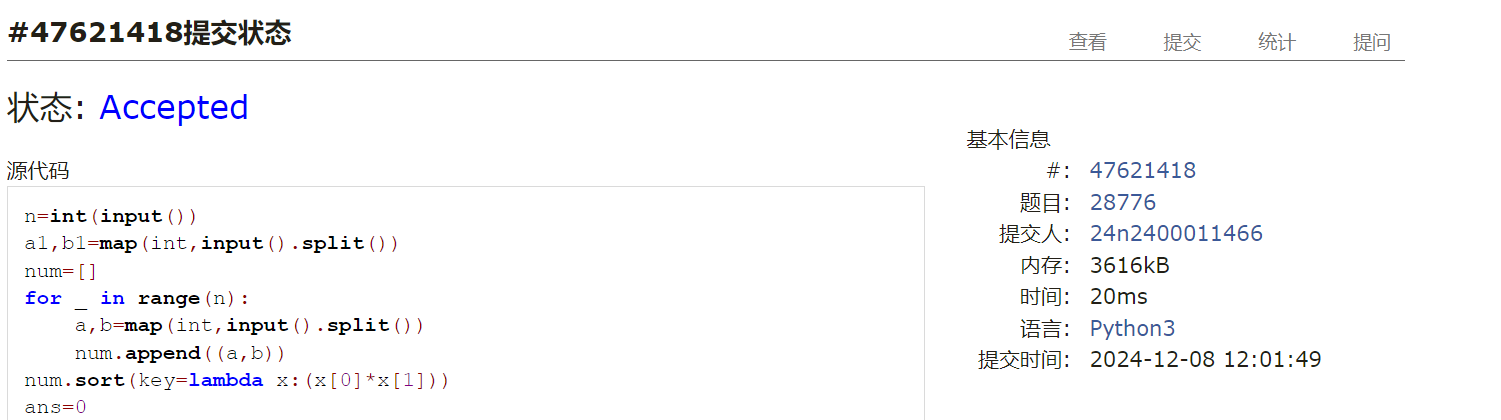 #47621418提交状态
查看 提交 统计 提问
状态: Accepted
源代码
n=int(input())
a1,b1=map(int,input().split())
num=[]
for _ in range(n):
    a,b=map(int,input().split())
    num.append((a,b))
num.sort(key=lambda x:(x[0]*x[1]))
ans=0
基本信息
#: 47621418
题目: 28776
提交人: 24n2400011466
内存: 3616kB
时间: 20ms
语言: Python3
提交时间: 2024-12-08 12:01:49